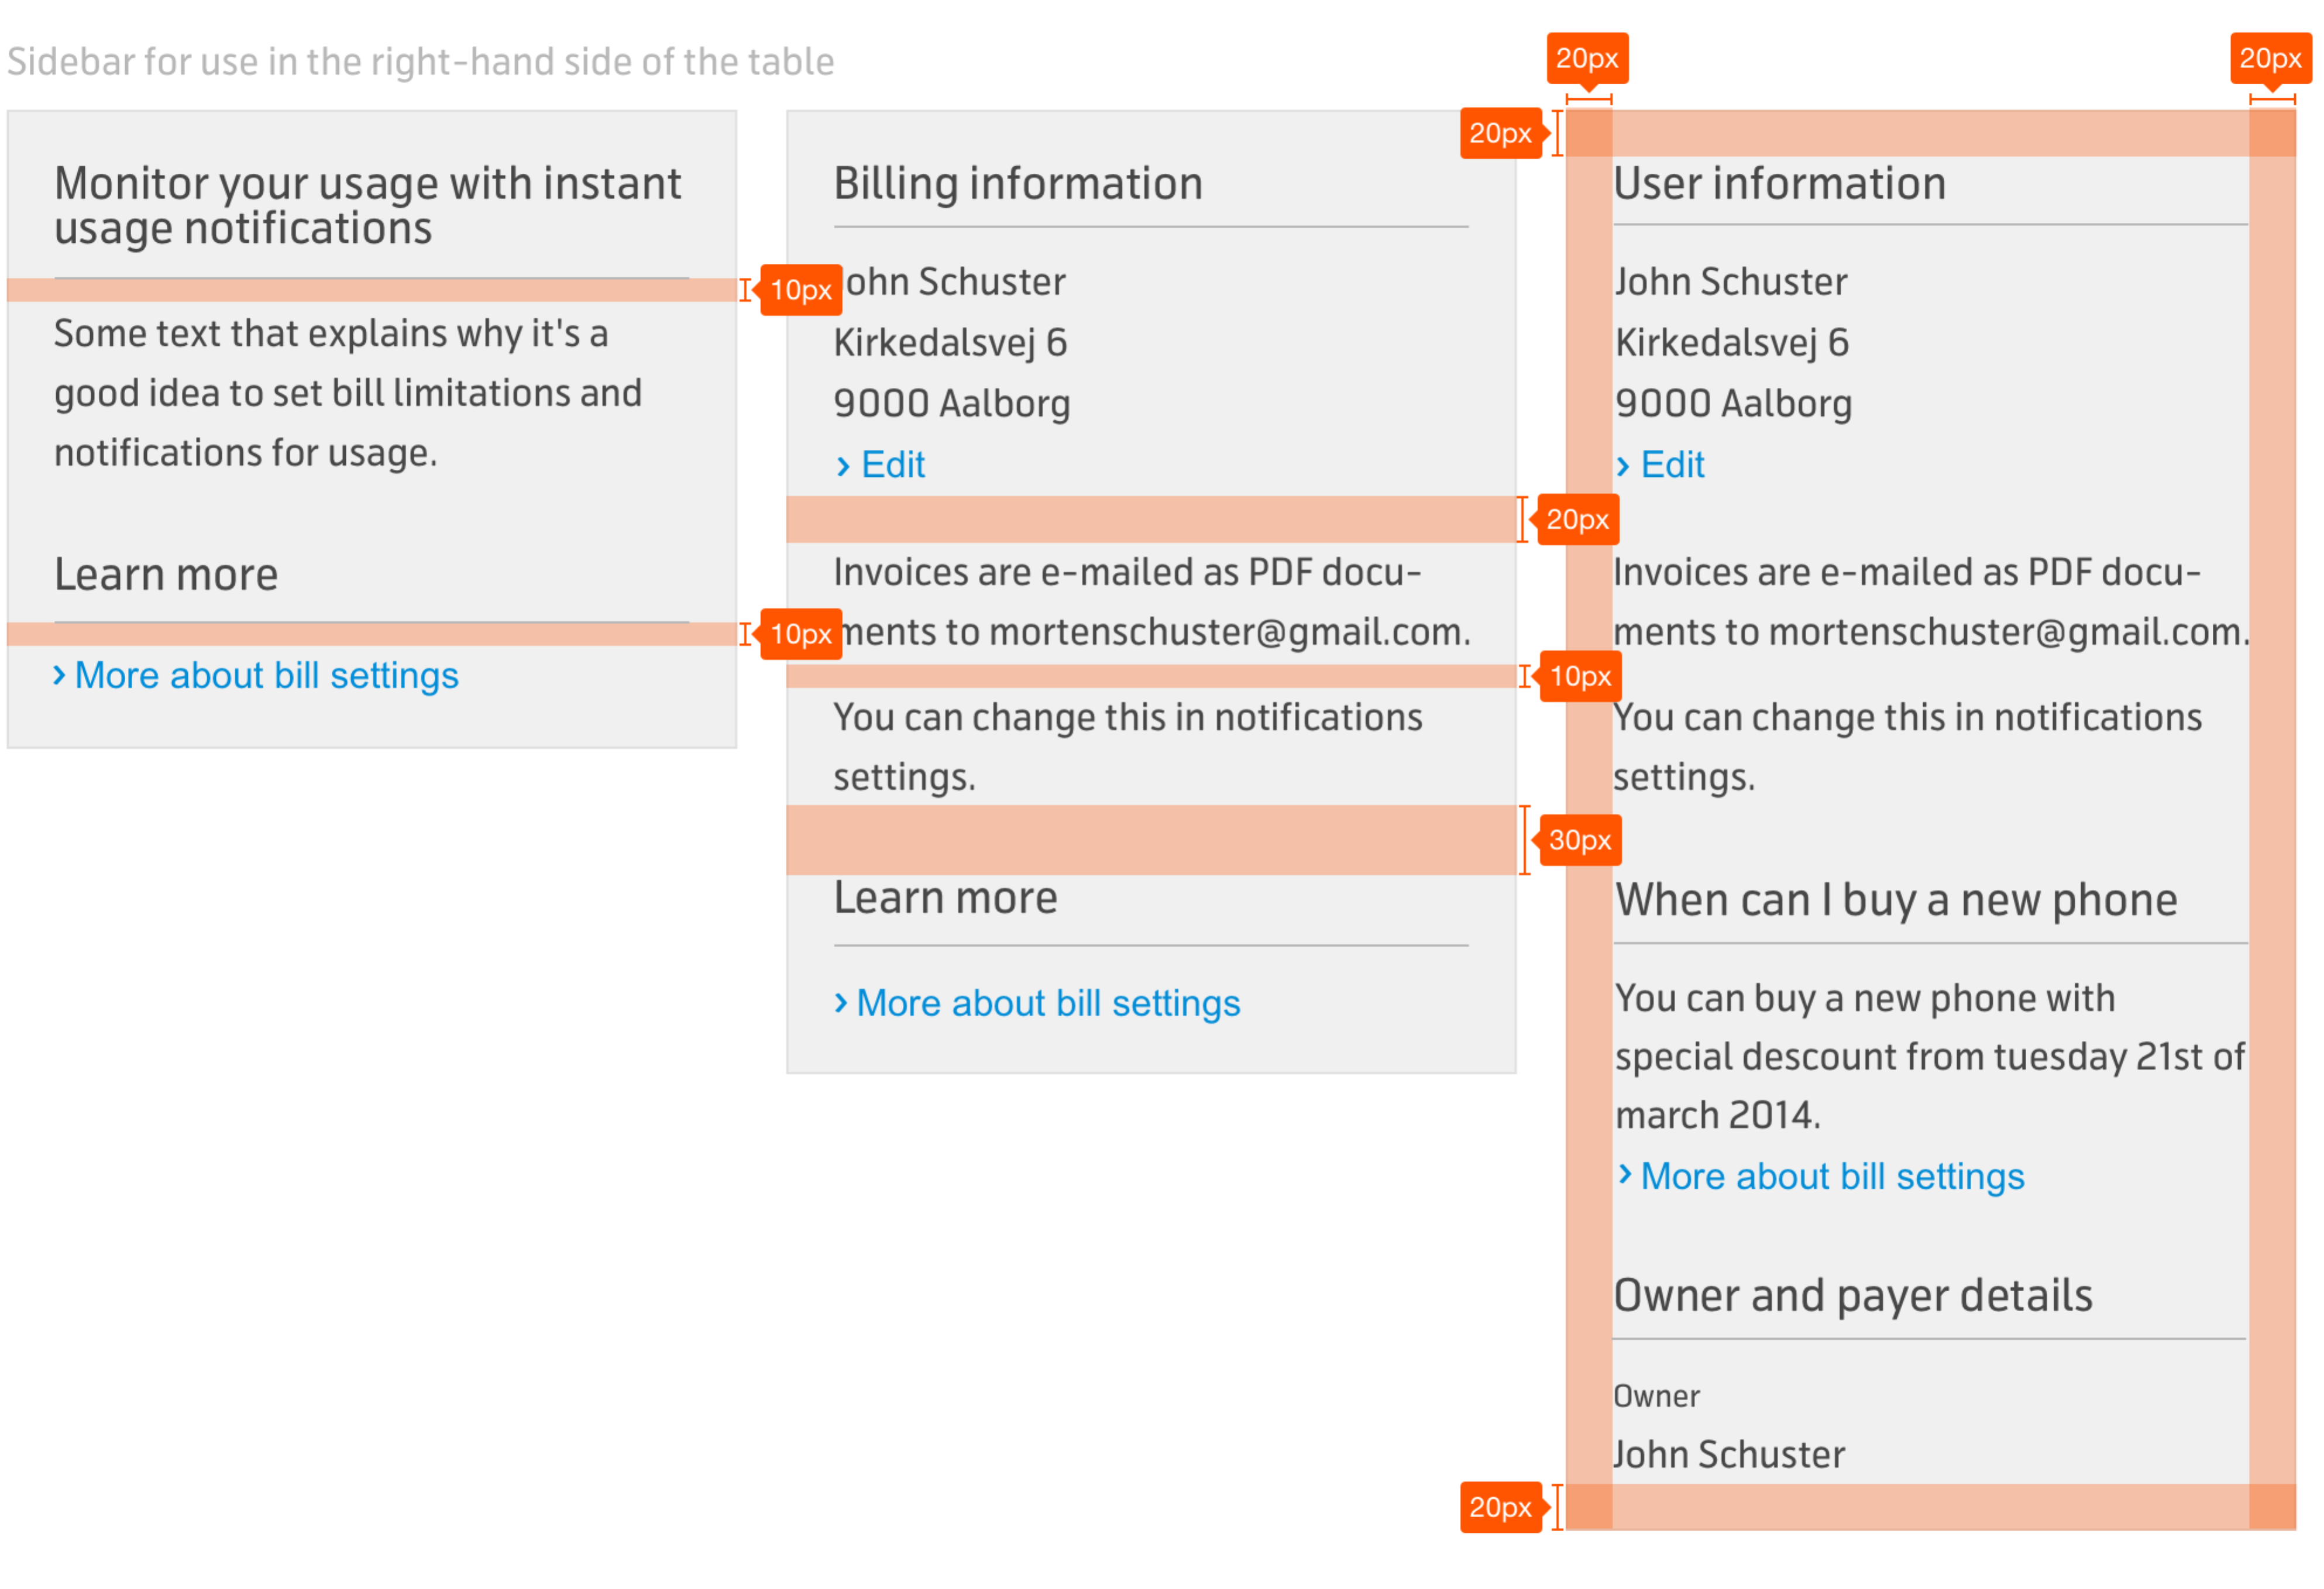 Sidebar for use in the right-hand side of the table
Monitor your usage with instant
usage notifications
10px
Some text that explains why it's a
good idea to set bill limitations and
notifications for usage.
Learn more
10px
› More about bill settings
Billing information
ohn Schuster
Kirkedalsvej 6
9000 Aalborg
› Edit
20px
Invoices are e-mailed as PDF docu-
ments to mortenschuster@gmail.com.
10px
You can change this in notifications
settings.
30px
Learn more
› More about bill settings
20px
20px
20px
User information
John Schuster
Kirkedalsvej 6
9000 Aalborg
› Edit
Invoices are e-mailed as PDF docu-
ments to mortenschuster@gmail.com.
You can change this in notifications
settings.
When can I buy a new phone
You can buy a new phone with
special descount from tuesday 21st of
march 2014.
› More about bill settings
Owner and payer details
Owner
John Schuster
20px